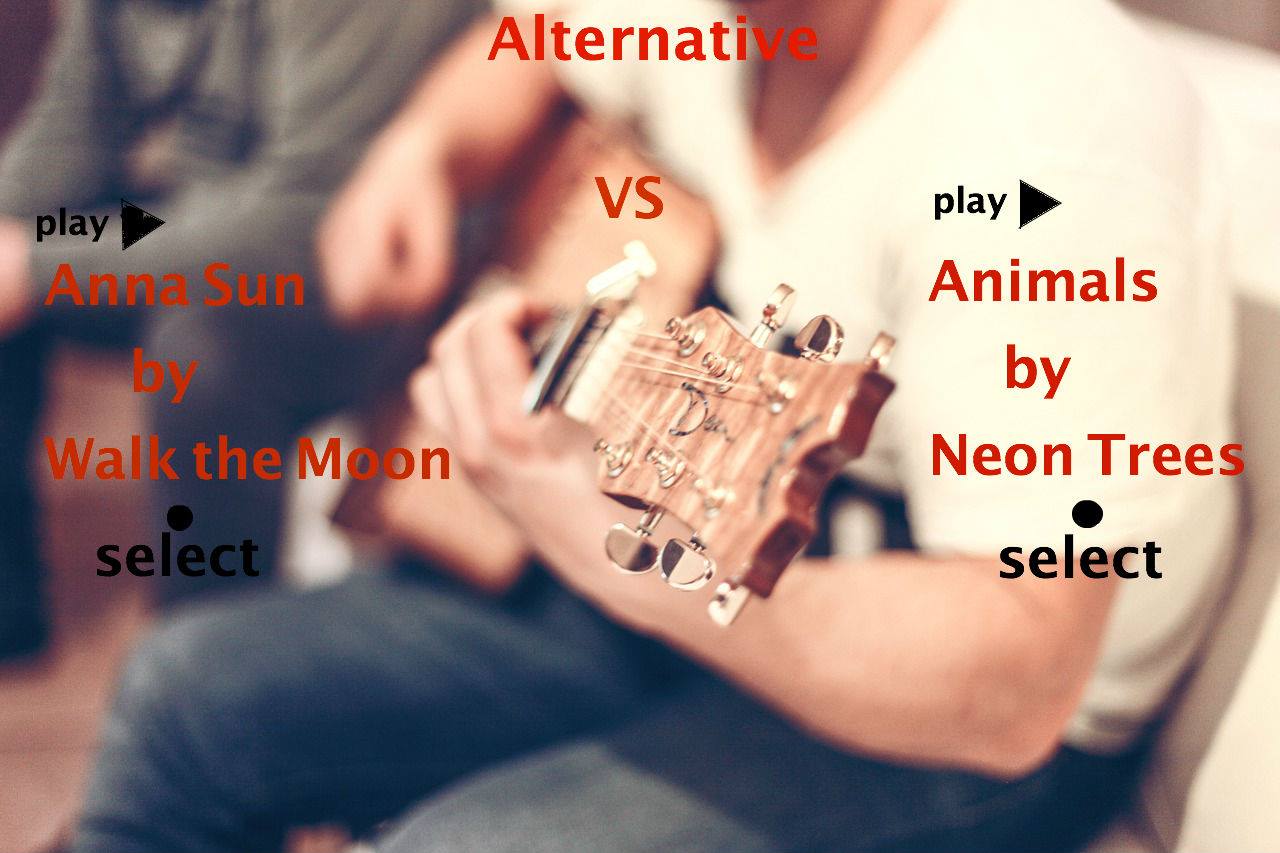 Alternative
VS
play
Anna Sun
by
Walk the Moon
select
play
Animals
by
Neon Trees
select